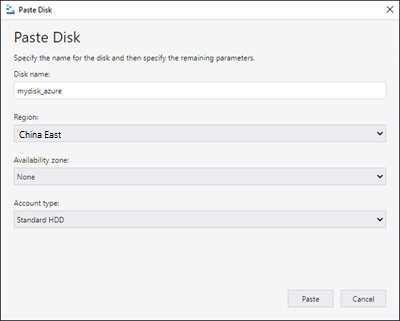 Paste Disk
Paste Disk
Specify the name for the disk and then specify the remaining parameters.
Disk name:
mydisk_azure
Region:
China East
Availability zone:
None
Account type:
Standard HDD
Paste Cancel